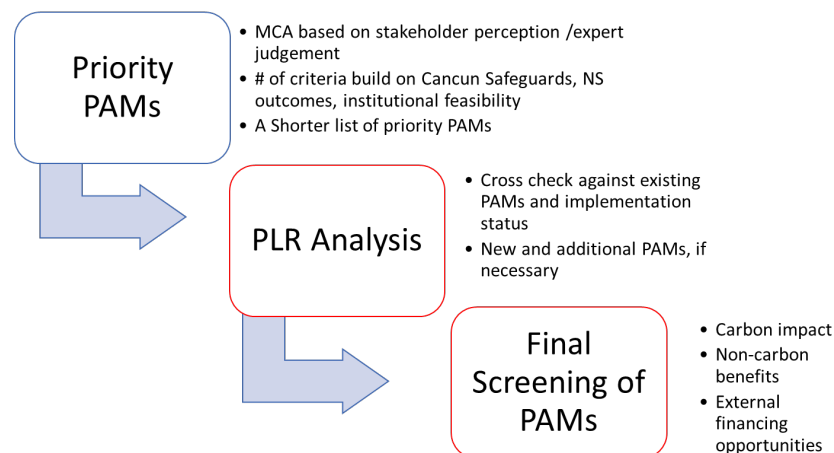 Priority
PAMs
• MCA based on stakeholder perception /expert
judgement
• # of criteria build on Cancun Safeguards, NS
outcomes, institutional feasibility
• A Shorter list of priority PAMs
PLR Analysis
• Cross check against existing
PAMs and implementation
status
• New and additional PAMs, if
necessary
Final
Screening of
PAMs
• Carbon impact
• Non-carbon
benefits
• External
financing
opportunities